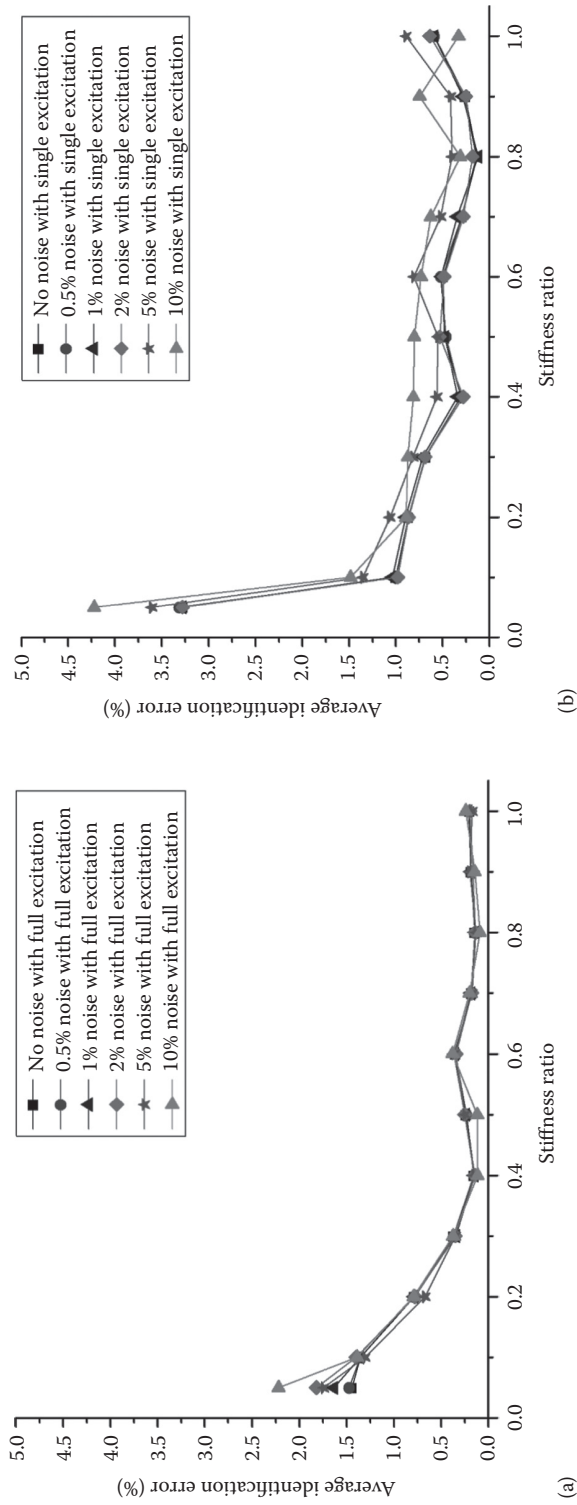 No noise with full excitation
0.5% noise with full excitation
1% noise with full excitation
2% noise with full excitation
5% noise with full excitation
10% noise with full excitation
5.0
4.5
4.0
3.5
3.0
2.5
2.0
1.5
1.0
0.5
0.0
Average identification error (%)
0.0
0.2
0.4
0.6
0.8
1.0
Stiffness ratio
(a)
No noise with single excitation
0.5% noise with single excitation
1% noise with single excitation
2% noise with single excitation
5% noise with single excitation
10% noise with single excitation
5.0
4.5
4.0
3.5
3.0
2.5
2.0
1.5
1.0
0.5
0.0
Average identification error (%)
0.0
0.2
0.4
0.6
0.8
1.0
Stiffness ratio
(b)